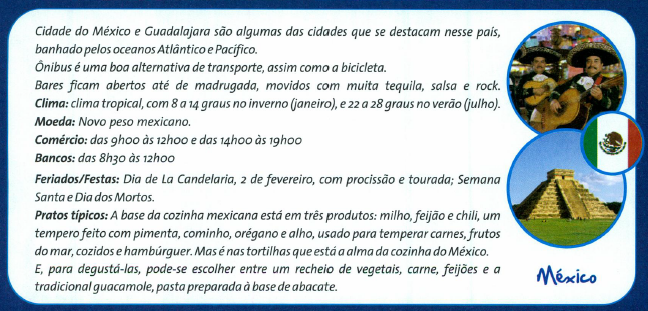 Cidade do México e Guadalajara são algumas das cidades que se destacam nesse país,
banhado pelos oceanos Atlântico e Pacífico.
Ônibus é uma boa alternativa de transporte, assim como a bicicleta.
Bares ficam abertos até de madrugada, movidos com muita tequila, salsa e rock.
Clima: clima tropical, com 8 a 14 graus no inverno (janeiro), e 22 a 28 graus no verão (julho).
Moeda: Novo peso mexicano.
Comércio: das 9h00 às 12h00 e das 14h00 às 19h00
Bancos: das 8h30 às 12h00
Feriados/Festas: Dia de La Candelaria, 2 de fevereiro, com procissão e tourada; Semana
Santa e Dia dos Mortos.
Pratos típicos: A base da cozinha mexicana está em três produtos: milho, feijão e chili, um
tempero feito com pimenta, cominho, orégano e alho, usado para temperar carnes, frutos
do mar, cozidos e hambúrguer. Mas é nas tortilhas que está a alma da cozinha do México.
E, para degustá-las, pode-se escolher entre um recheio de vegetais, carne, feijões e a
tradicional guacamole, pasta preparada à base de abacate.
México